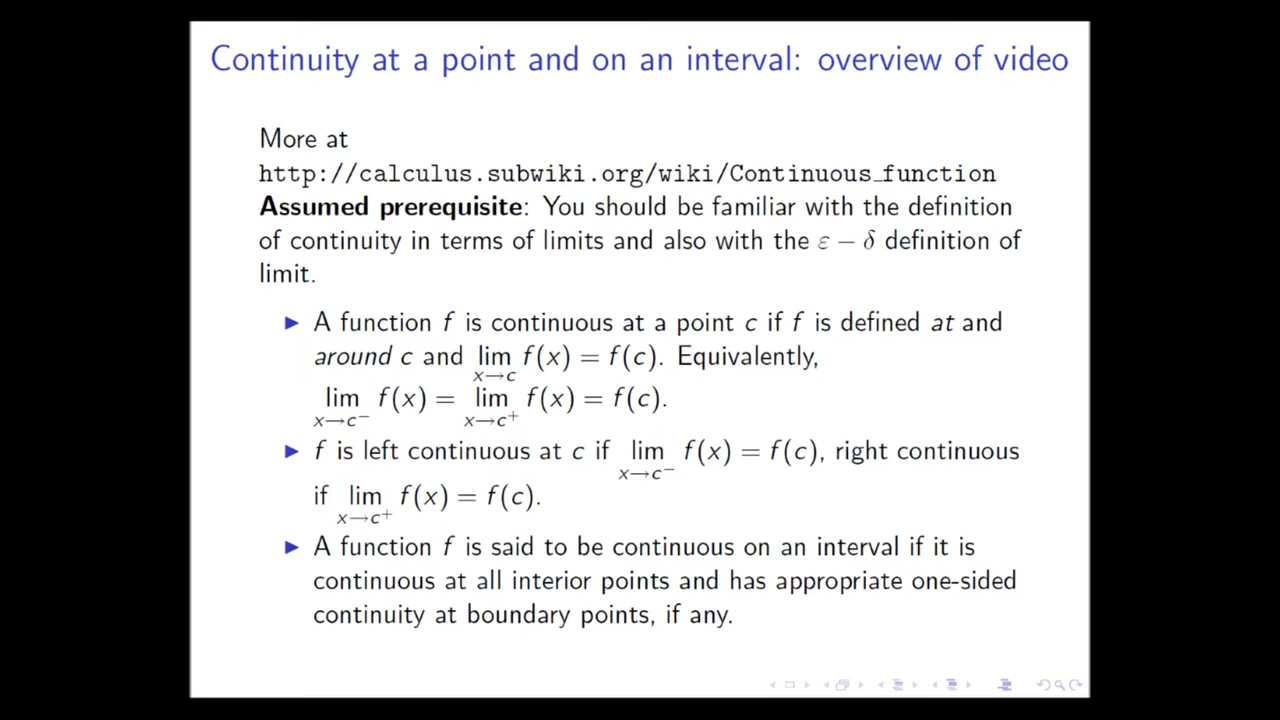 Continuity at a point and on an interval: overview of video
More at
http://calculus.subwiki.org/wiki/Continuous_function
Assumed prerequisite: You should be familiar with the definition
of continuity in terms of limits and also with the ε − δ definition of
limit.
▶ A function f is continuous at a point c if f is defined at and
around c and lim x→c f(x) = f(c). Equivalently,
lim x→c⁻ f(x) = lim x→c⁺ f(x) = f(c).
▶ f is left continuous at c if lim x→c⁻ f(x) = f(c), right continuous
if lim x→c⁺ f(x) = f(c).
▶ A function f is said to be continuous on an interval if it is
continuous at all interior points and has appropriate one-sided
continuity at boundary points, if any.